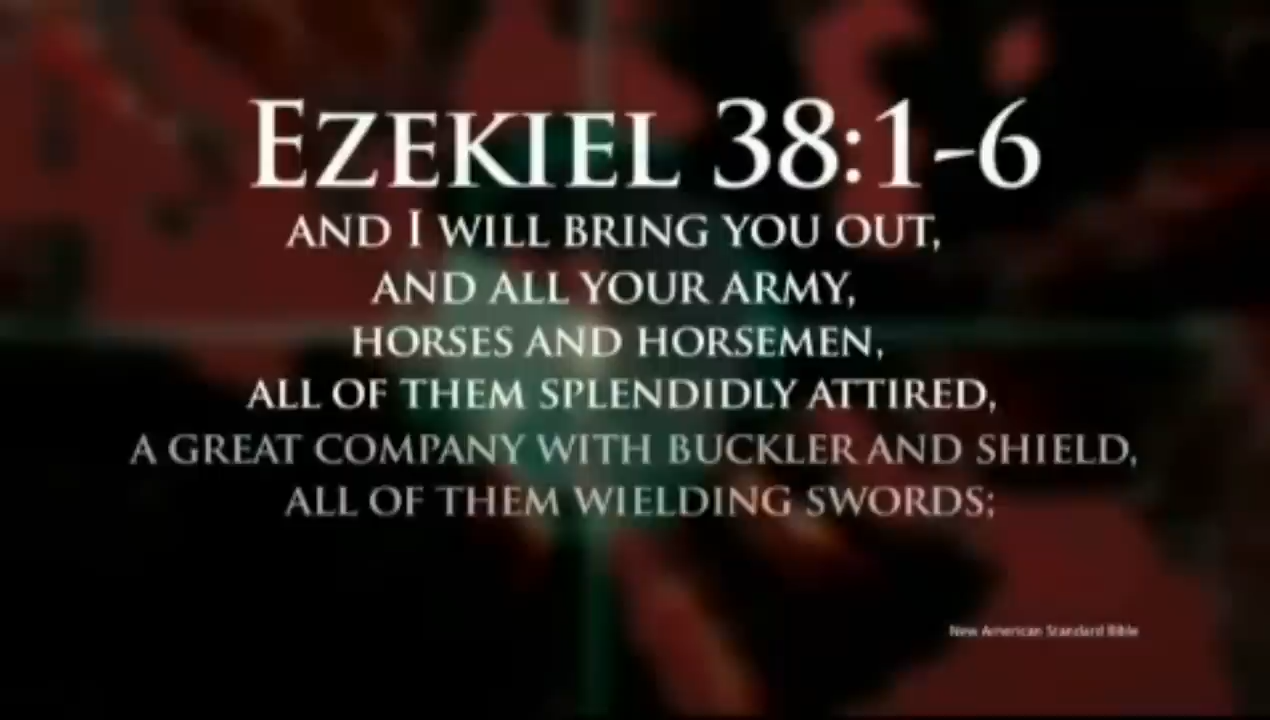 EZEKIEL 38:1-6
AND I WILL BRING YOU OUT,
AND ALL YOUR ARMY,
HORSES AND HORSEMEN,
ALL OF THEM SPLENDIDLY ATTIRED,
A GREAT COMPANY WITH BUCKLER AND SHIELD,
ALL OF THEM WIELDING SWORDS;
New American Standard Bible